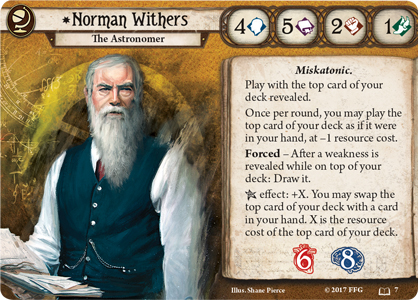 *Norman Withers
The Astronomer
4 5 2 1
Miskatonic.
Play with the top card of your
deck revealed.
Once per round, you may play the
top card of your deck as if it were
in your hand, at –1 resource cost.
Forced – After a weakness is
revealed while on top of your
deck: Draw it.
effect: +X. You may swap the
top card of your deck with a card
in your hand. X is the resource
cost of the top card of your deck.
6 8
Illus. Shane Pierce © 2017 FFG 7